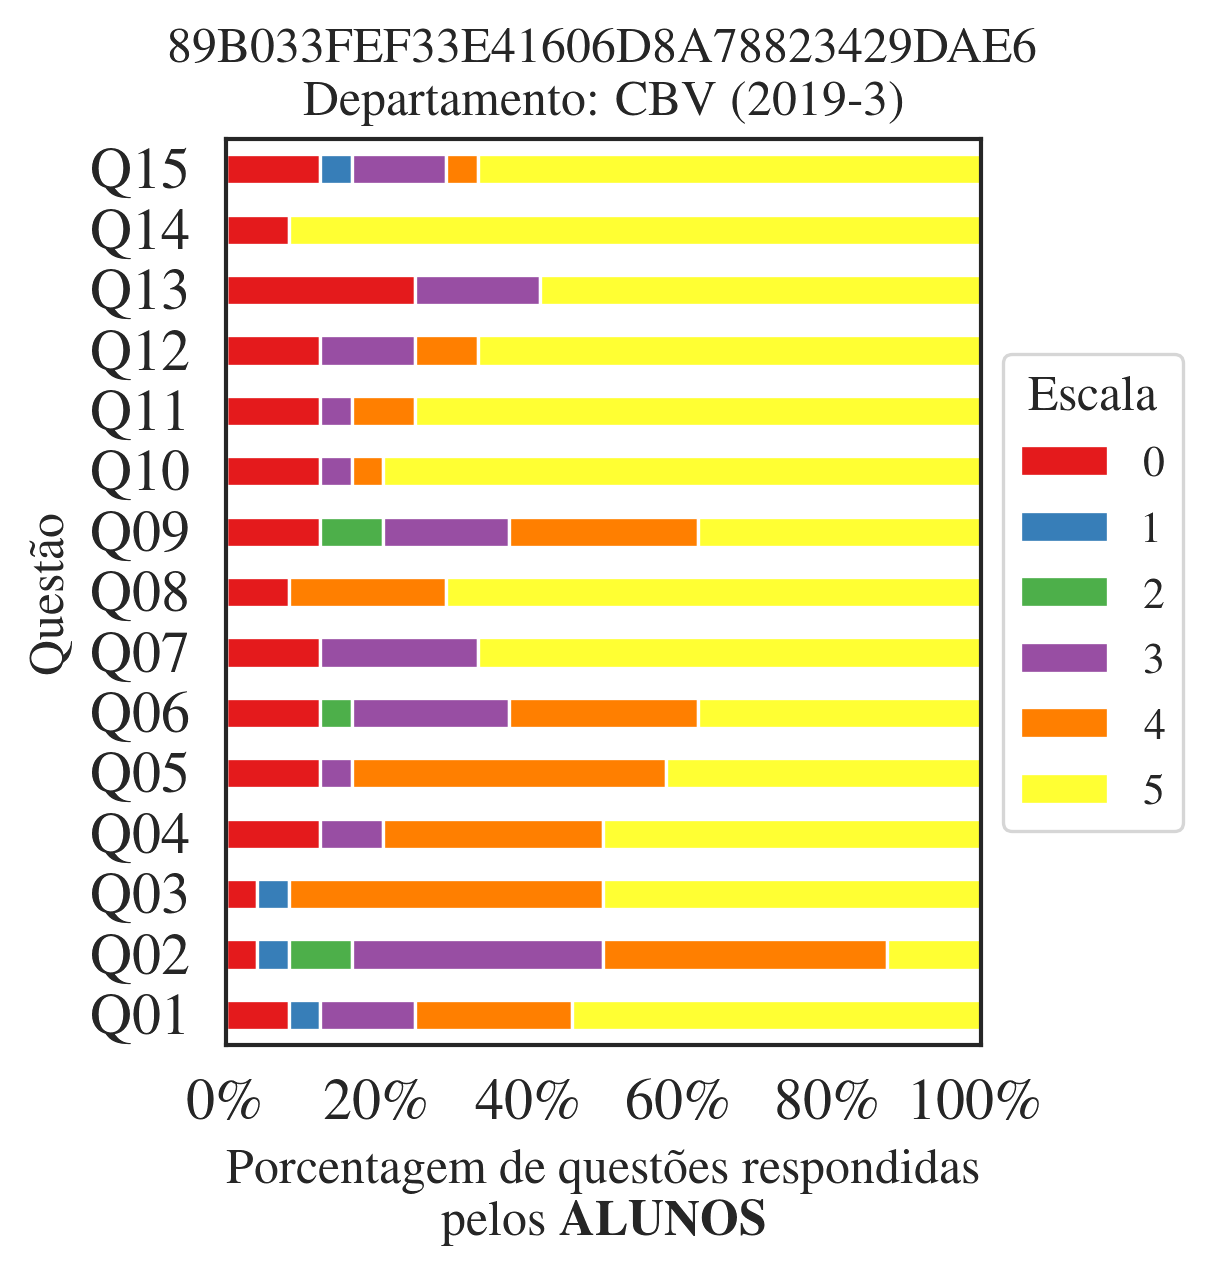 89B033FEF33E41606D8A78823429DAE6
Departamento: CBV (2019-3)
Questão
Q15
Q14
Q13
Q12
Q11
Q10
Q09
Q08
Q07
Q06
Q05
Q04
Q03
Q02
Q01
0% 20% 40% 60% 80% 100%
Porcentagem de questões respondidas
pelos ALUNOS
Escala
0
1
2
3
4
5